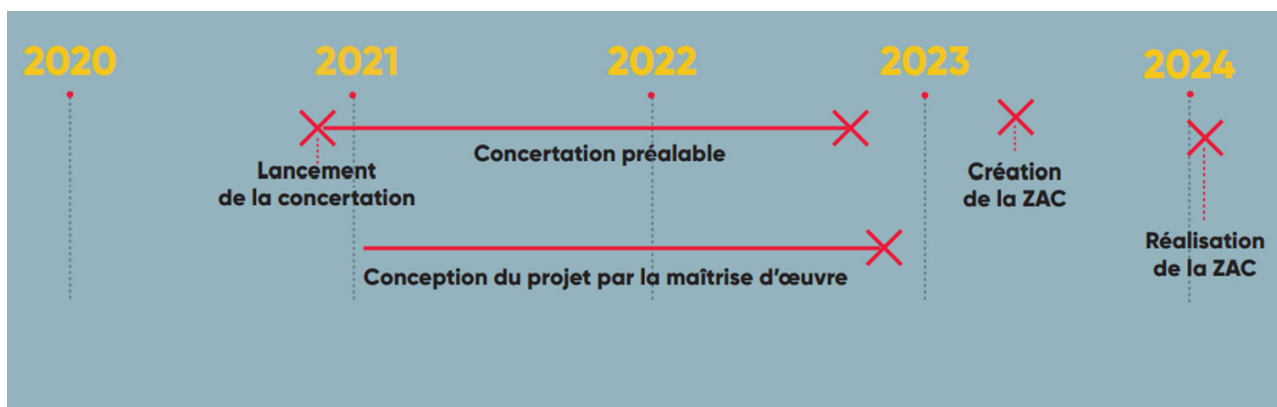 2020 2021 2022 2023 2024
Concertation préalable
Lancement
de la concertation
Création
de la ZAC
Réalisation
de la ZAC
Conception du projet par la maîtrise d'œuvre